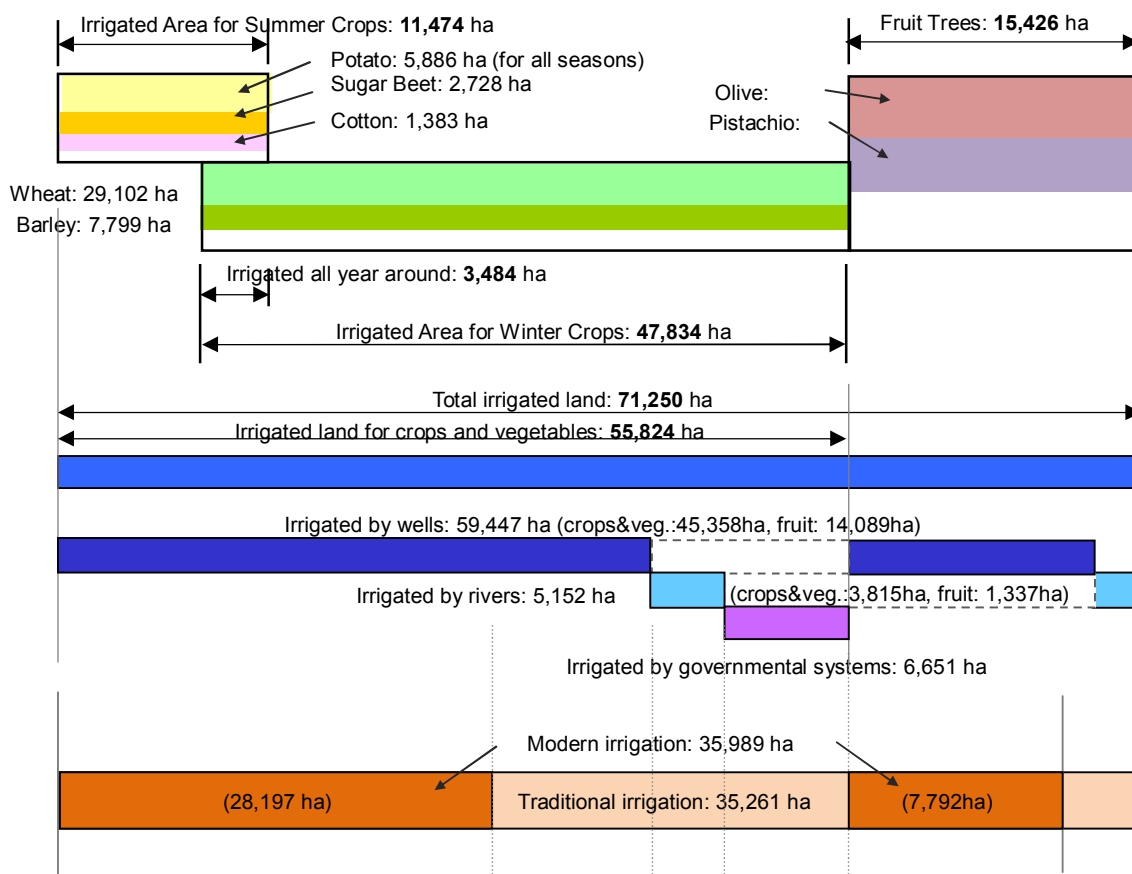 Irrigated Area for Summer Crops: 11,474 ha
Fruit Trees: 15,426 ha
Potato: 5,886 ha (for all seasons)
Sugar Beet: 2,728 ha
Cotton: 1,383 ha
Olive:
Pistachio:
Wheat: 29,102 ha
Barley: 7,799 ha
Irrigated all year around: 3,484 ha
Irrigated Area for Winter Crops: 47,834 ha
Total irrigated land: 71,250 ha
Irrigated land for crops and vegetables: 55,824 ha
Irrigated by wells: 59,447 ha (crops&veg.:45,358ha, fruit: 14,089ha)
Irrigated by rivers: 5,152 ha
(crops&veg.:3,815ha, fruit: 1,337ha)
Irrigated by governmental systems: 6,651 ha
Modern irrigation: 35,989 ha
(28,197 ha)
Traditional irrigation: 35,261 ha
(7,792ha)